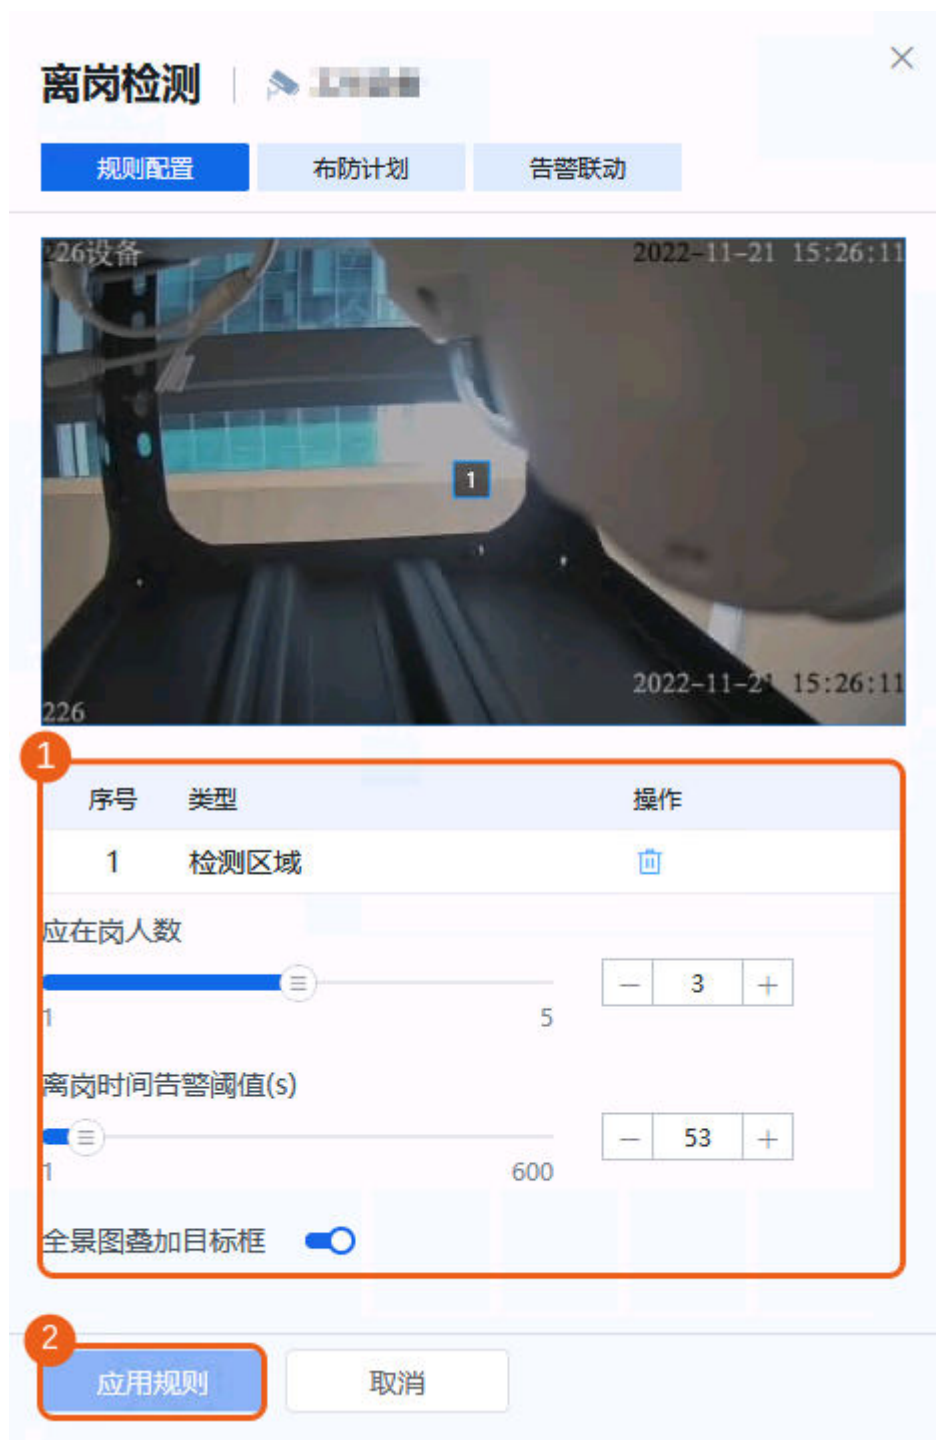 离岗检测
规则配置 布防计划 告警联动
226设备 2022-11-21 15:26:11
1
2022-11-21 15:26:11
226
1
序号 类型 操作
1 检测区域
应在岗人数
3
1 5
离岗时间告警阈值(s)
53
1 600
全景图叠加目标框
2
应用规则 取消